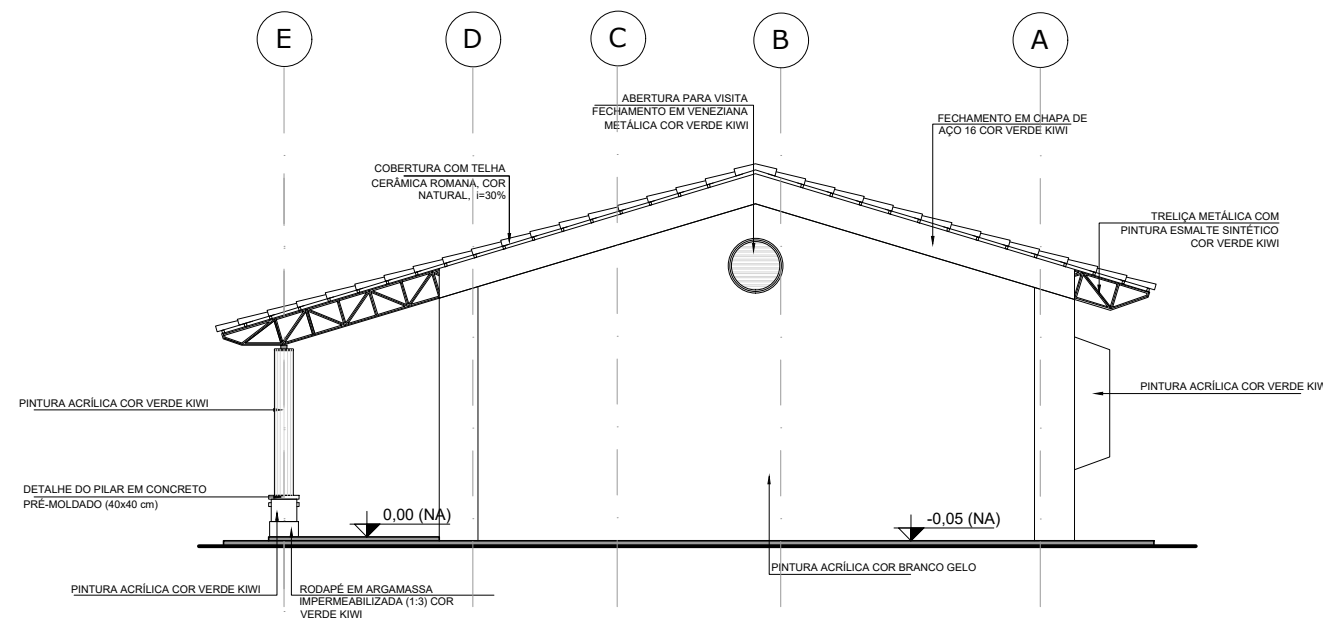 E
D
C
B
A
ABERTURA PARA VISITA
FECHAMENTO EM VENEZIANA
METÁLICA COR VERDE KIWI
FECHAMENTO EM CHAPA DE
AÇO 16 COR VERDE KIWI
COBERTURA COM TELHA
CERÂMICA ROMANA, COR
NATURAL, i=30%
TRELIÇA METÁLICA COM
PINTURA ESMALTE SINTÉTICO
COR VERDE KIWI
PINTURA ACRÍLICA COR VERDE KIW
PINTURA ACRÍLICA COR VERDE KIWI
DETALHE DO PILAR EM CONCRETO
PRÉ-MOLDADO (40x40 cm)
0,00 (NA)
-0,05 (NA)
PINTURA ACRÍLICA COR BRANCO GELO
PINTURA ACRÍLICA COR VERDE KIWI
RODAPÉ EM ARGAMASSA
IMPERMEABILIZADA (1:3) COR
VERDE KIWI